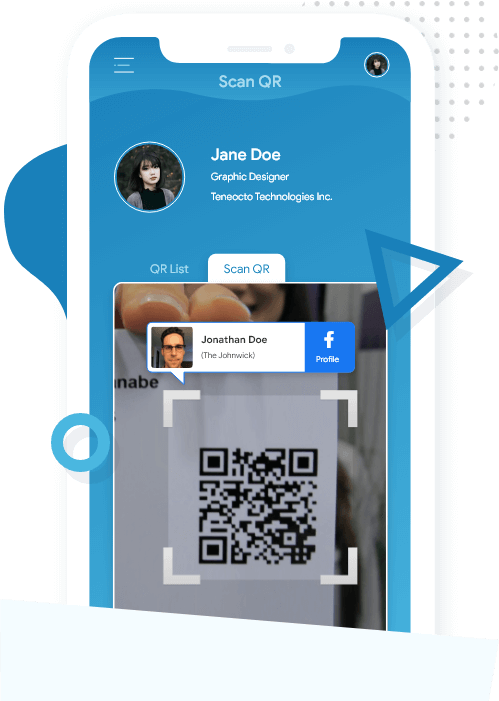 Scan QR
Jane Doe
Graphic Designer
Teneocto Technologies Inc.
QR List
Scan QR
Jonathan Doe
(The Johnwick)
Profile